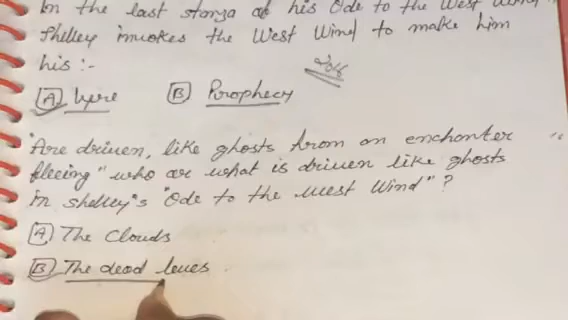 In the last stanza of his Ode to the West Wind
Shelley invokes the West Wind to make him
his :-
[A] lyre [B] Porophecy
"Are driven, like ghosts from an enchanter
fleeing" who or what is driven like ghosts
in shelley's "Ode to the west Wind"?
[A] The Clouds
[B] The dead leves